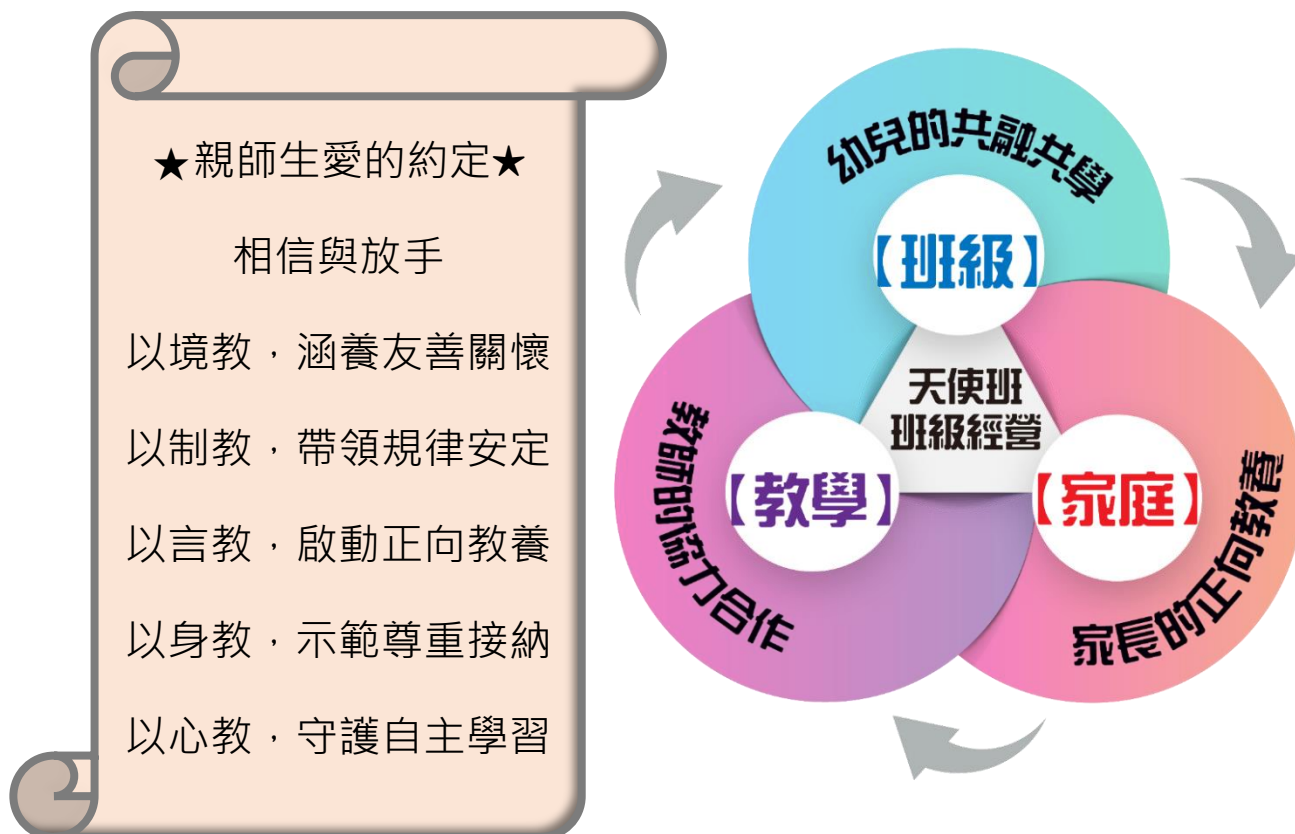 ★親師生愛的約定★
相信與放手
以境教，涵養友善關懷
以制教，帶領規律安定
以言教，啟動正向教養
以身教，示範尊重接納
以心教，守護自主學習
幼兒的共融共學
【班級】
天使班
班級經營
教師的協力合作
【教學】
【家庭】
家長的正向教養